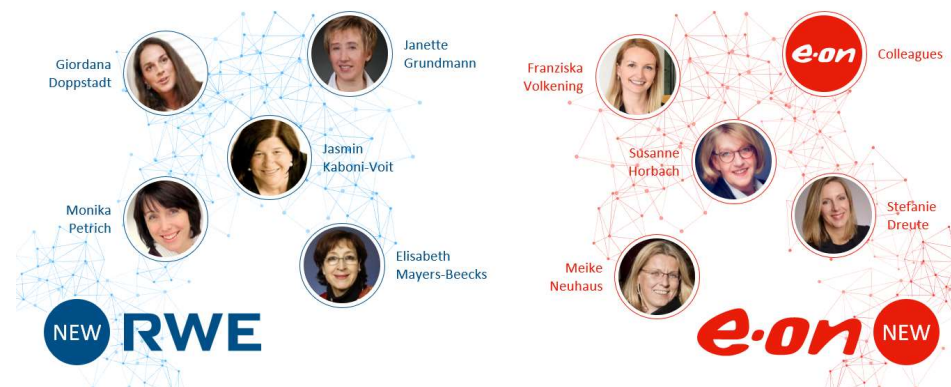 Giordana
Doppstadt
Janette
Grundmann
Jasmin
Kaboni-Voit
Monika
Petrich
Elisabeth
Mayers-Beecks
NEW RWE
Franziska
Volkening
e·on
Colleagues
Susanne
Horbach
Stefanie
Dreute
Meike
Neuhaus
e·on NEW